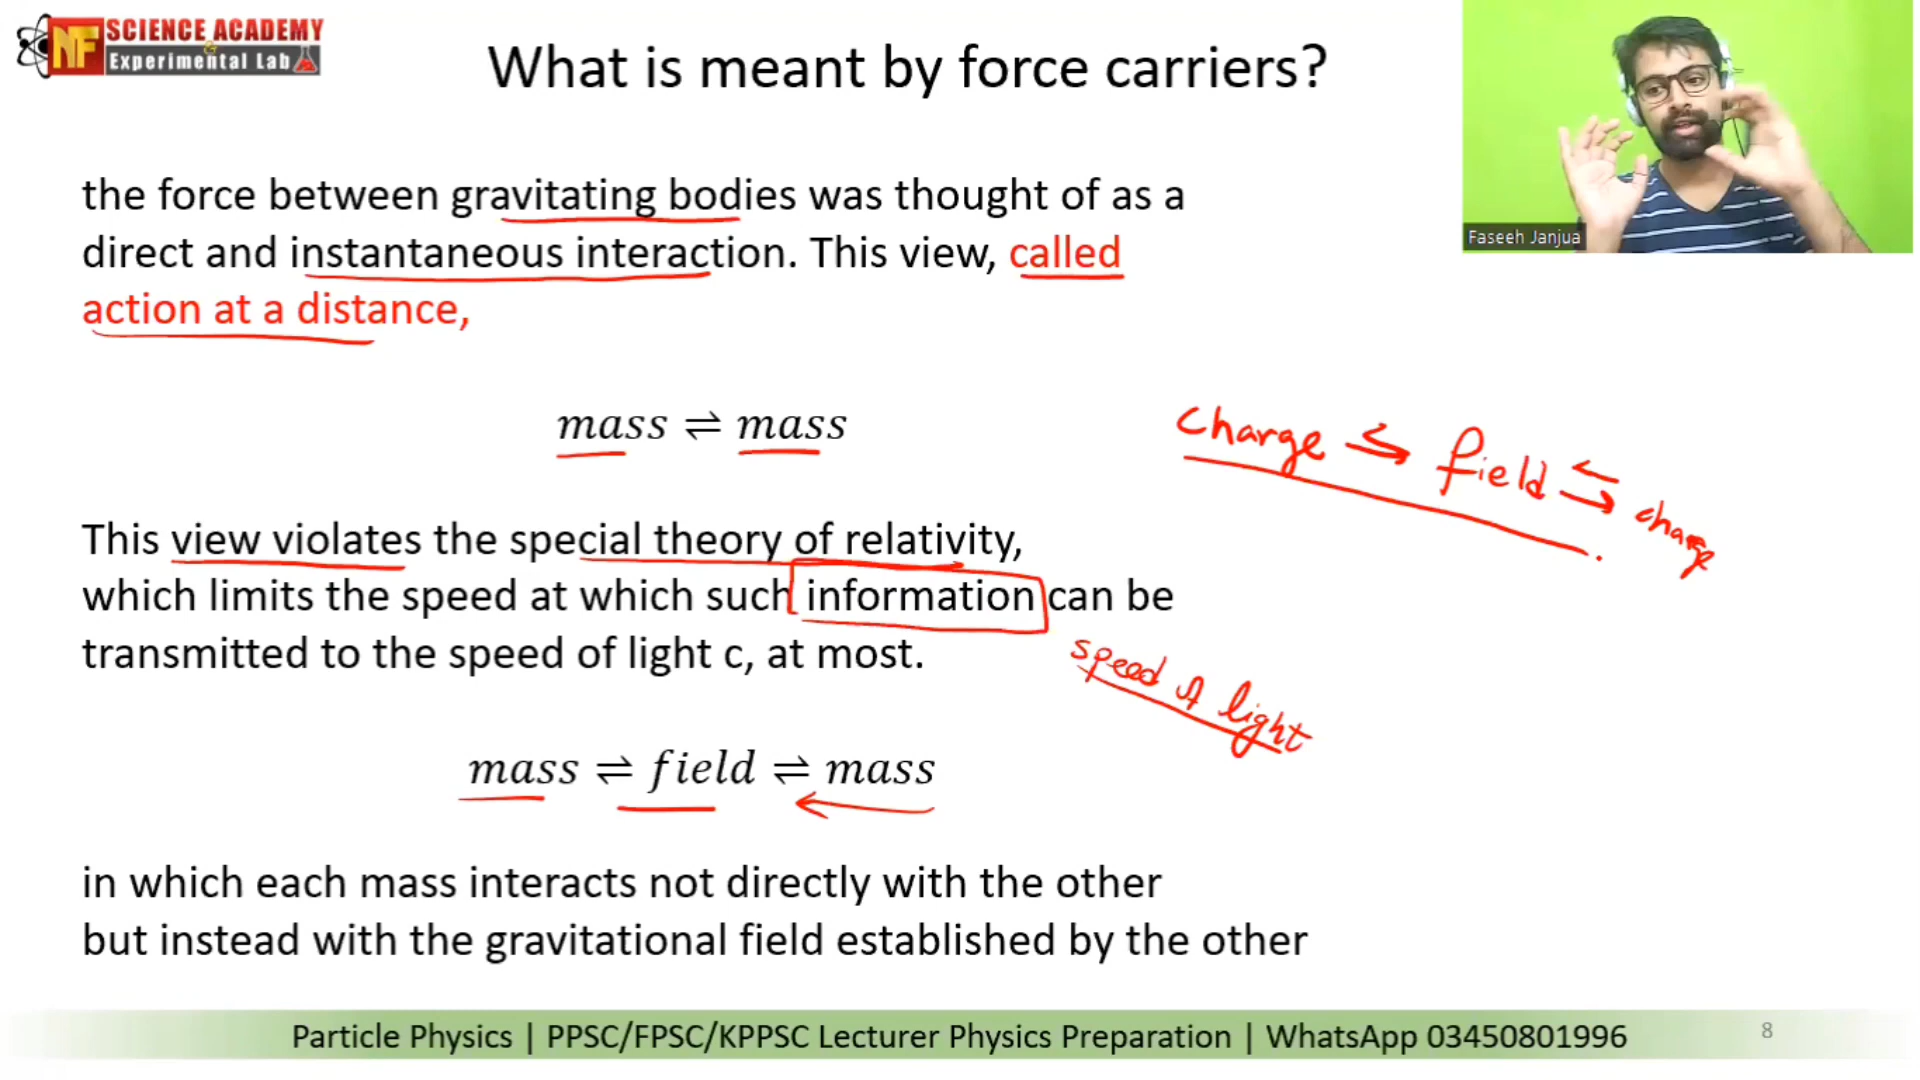 NF SCIENCE ACADEMY
& Experimental Lab
What is meant by force carriers?
Faseeh Janjua
the force between gravitating bodies was thought of as a
direct and instantaneous interaction. This view, called
action at a distance,
mass ⇌ mass
charge ⇌ field ⇌ charge
This view violates the special theory of relativity,
which limits the speed at which such information can be
transmitted to the speed of light c, at most.
speed of light
mass ⇌ field ⇌ mass
in which each mass interacts not directly with the other
but instead with the gravitational field established by the other
Particle Physics | PPSC/FPSC/KPPSC Lecturer Physics Preparation | WhatsApp 03450801996
8